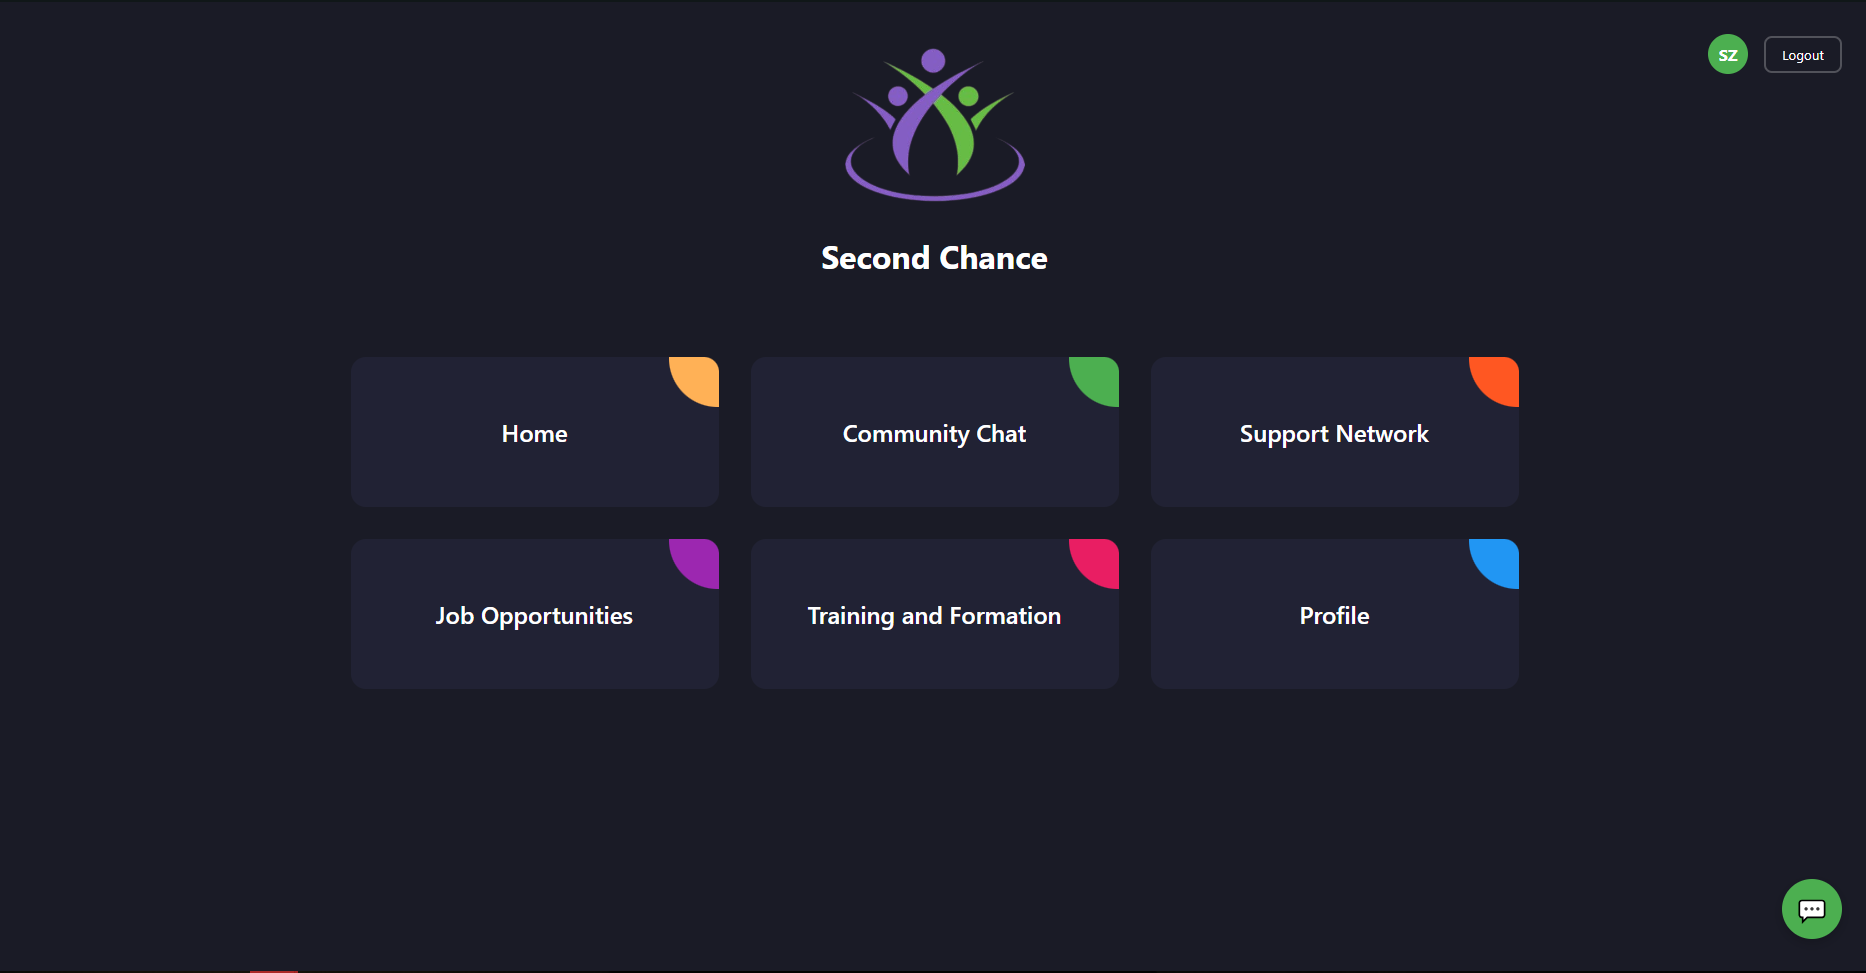 SZ
Logout
Second Chance
Home
Community Chat
Support Network
Job Opportunities
Training and Formation
Profile